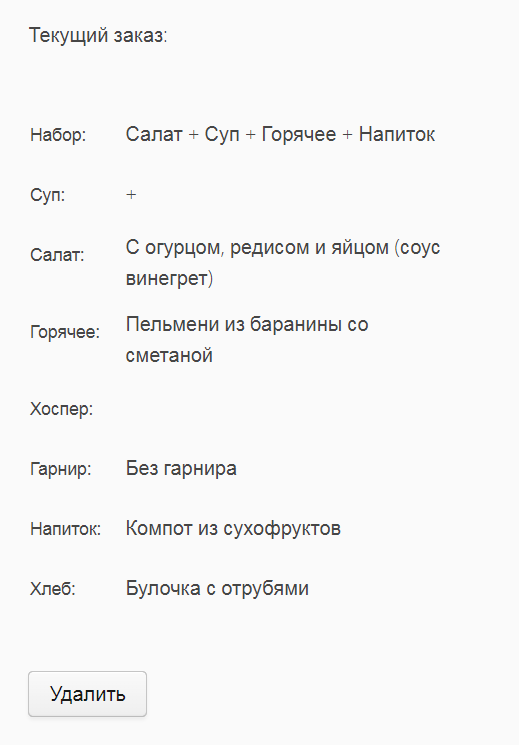 Текущий заказ:
Набор: Салат + Суп + Горячее + Напиток
Суп: +
Салат: С огурцом, редисом и яйцом (соус
винегрет)
Горячее: Пельмени из баранины со
сметаной
Хоспер:
Гарнир: Без гарнира
Напиток: Компот из сухофруктов
Хлеб: Булочка с отрубями
Удалить